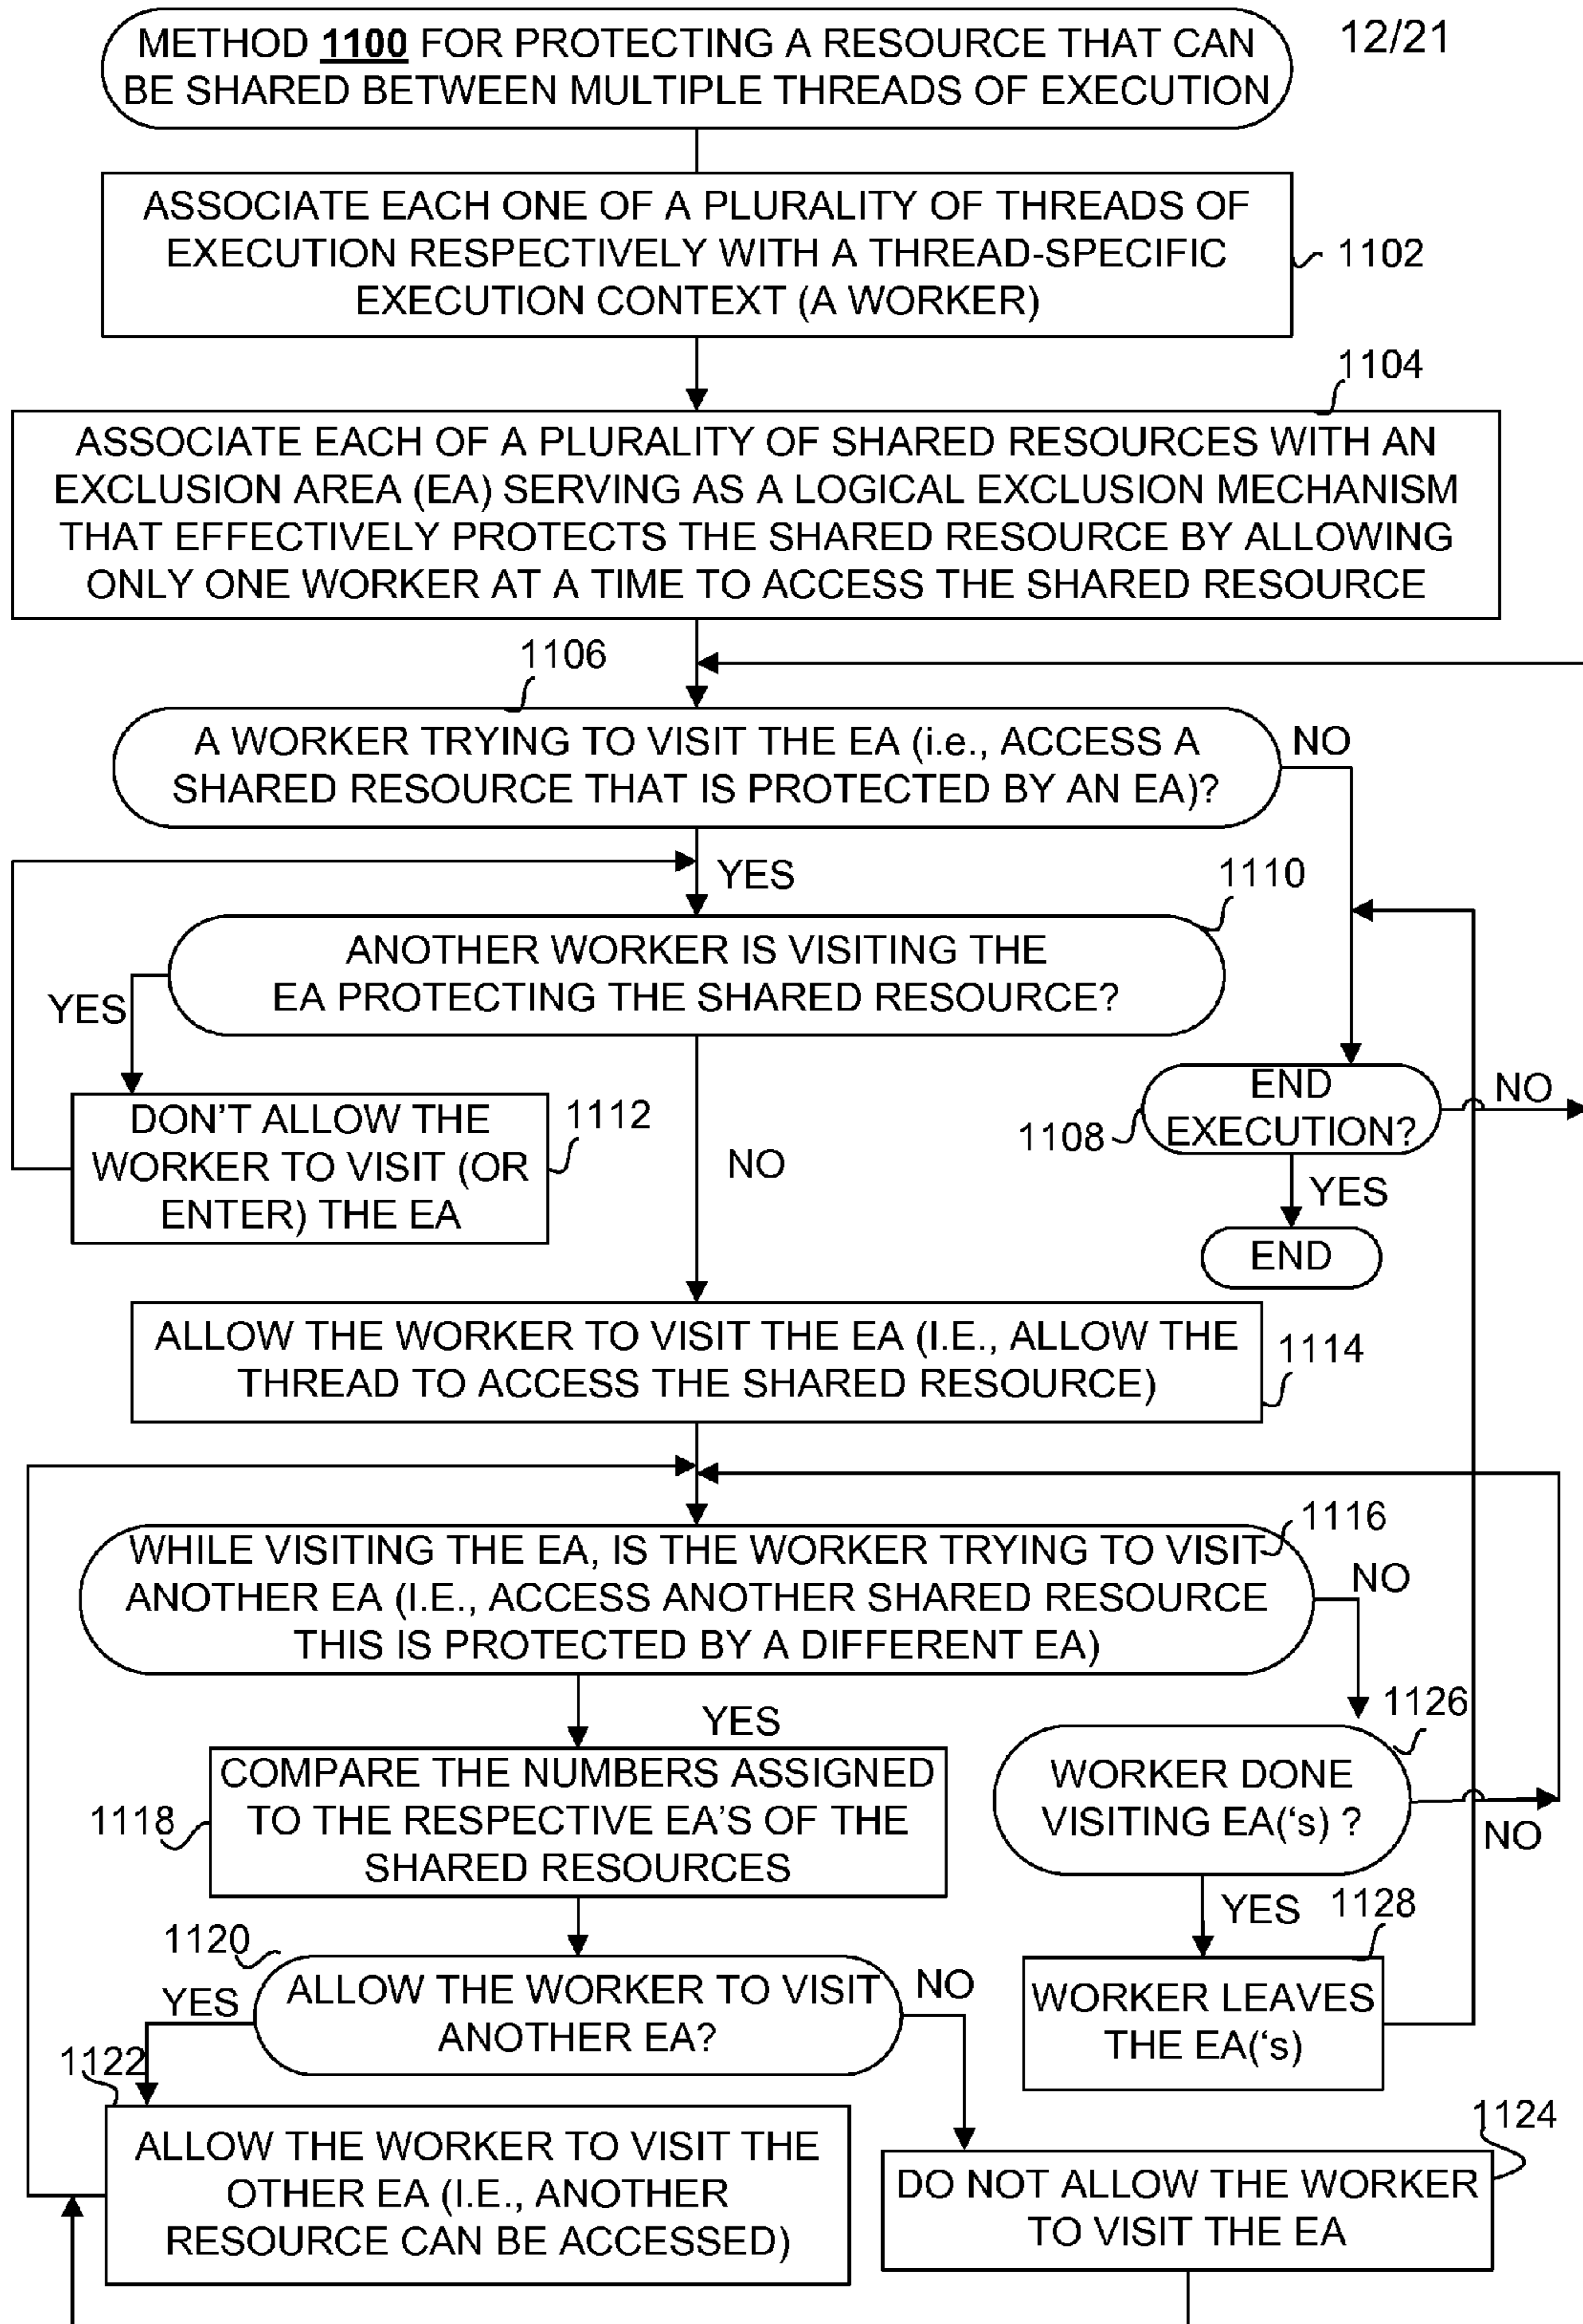 METHOD 1100 FOR PROTECTING A RESOURCE THAT CAN
BE SHARED BETWEEN MULTIPLE THREADS OF EXECUTION
12/21
ASSOCIATE EACH ONE OF A PLURALITY OF THREADS OF
EXECUTION RESPECTIVELY WITH A THREAD-SPECIFIC
EXECUTION CONTEXT (A WORKER)
1102
1104
ASSOCIATE EACH OF A PLURALITY OF SHARED RESOURCES WITH AN
EXCLUSION AREA (EA) SERVING AS A LOGICAL EXCLUSION MECHANISM
THAT EFFECTIVELY PROTECTS THE SHARED RESOURCE BY ALLOWING
ONLY ONE WORKER AT A TIME TO ACCESS THE SHARED RESOURCE
1106
A WORKER TRYING TO VISIT THE EA (i.e., ACCESS A
SHARED RESOURCE THAT IS PROTECTED BY AN EA)?
NO
YES
1110
ANOTHER WORKER IS VISITING THE
EA PROTECTING THE SHARED RESOURCE?
YES
DON'T ALLOW THE
WORKER TO VISIT (OR
ENTER) THE EA
1112
NO
1108
END
EXECUTION?
NO
YES
END
ALLOW THE WORKER TO VISIT THE EA (I.E., ALLOW THE
THREAD TO ACCESS THE SHARED RESOURCE)
1114
1116
WHILE VISITING THE EA, IS THE WORKER TRYING TO VISIT
ANOTHER EA (I.E., ACCESS ANOTHER SHARED RESOURCE
THIS IS PROTECTED BY A DIFFERENT EA)
NO
YES
1126
COMPARE THE NUMBERS ASSIGNED
TO THE RESPECTIVE EA'S OF THE
SHARED RESOURCES
1118
WORKER DONE
VISITING EA('s) ?
NO
YES
1128
1120
ALLOW THE WORKER TO VISIT
ANOTHER EA?
YES
NO
WORKER LEAVES
THE EA('s)
1122
ALLOW THE WORKER TO VISIT THE
OTHER EA (I.E., ANOTHER
RESOURCE CAN BE ACCESSED)
1124
DO NOT ALLOW THE WORKER
TO VISIT THE EA